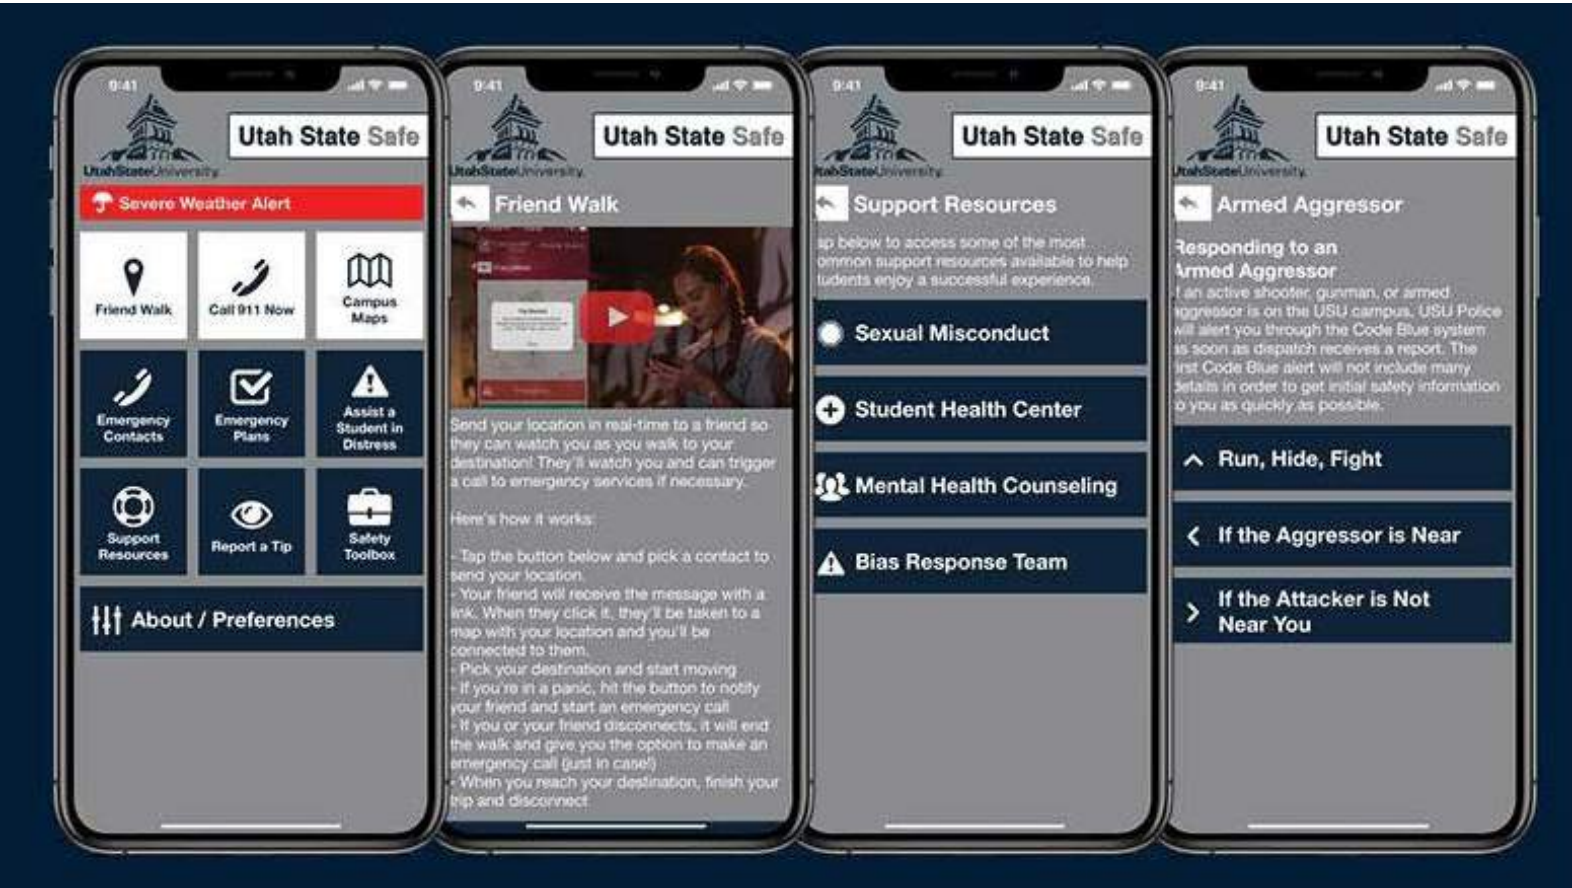 9:41
UtahStateUniversity
Utah State Safe
Severe Weather Alert
Friend Walk
Call 911 Now
Campus
Maps
Emergency
Contacts
Emergency
Plans
Assist a
Student in
Distress
Support
Resources
Report a Tip
Safety
Toolbox
About / Preferences
9:41
UtahStateUniversity.
Utah State Safe
Friend Walk
Send your location in real-time to a friend so
they can watch you as you walk to your
destination! They'll watch you and can trigger
a call to emergency services if necessary.
Here's how it works:
- Tap the button below and pick a contact to
send your location.
- Your friend will receive the message with a
link. When they click it, they'll be taken to a
map with your location and you'll be
connected to them.
- Pick your destination and start moving
- If you're in a panic, hit the button to notify
your friend and start an emergency call
- If you or your friend disconnects, it will end
the walk and give you the option to make an
emergency call (just in case!)
- When you reach your destination, finish your
trip and disconnect
9:41
UtahStateUniversity.
Utah State Safe
Support Resources
ap below to access some of the most
ommon support resources available to help
tudents enjoy a successful experience.
Sexual Misconduct
Student Health Center
Mental Health Counseling
Bias Response Team
9:41
UtahStateUniversity.
Utah State Safe
Armed Aggressor
Responding to an
Armed Aggressor
f an active shooter, gunman, or armed
aggressor is on the USU campus, USU Police
will alert you through the Code Blue system
as soon as dispatch receives a report. The
irst Code Blue alert will not include many
details in order to get initial safety information
o you as quickly as possible.
Run, Hide, Fight
If the Aggressor is Near
If the Attacker is Not
Near You